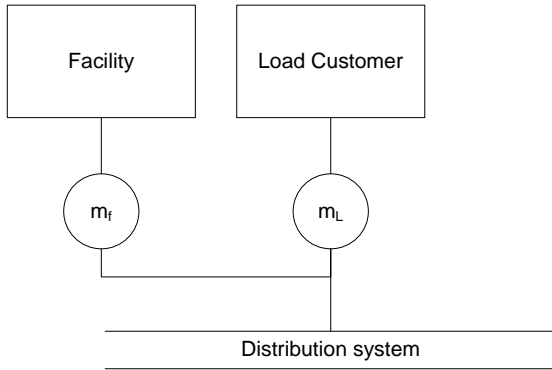 Facility
Load Customer
m_f
m_L
Distribution system